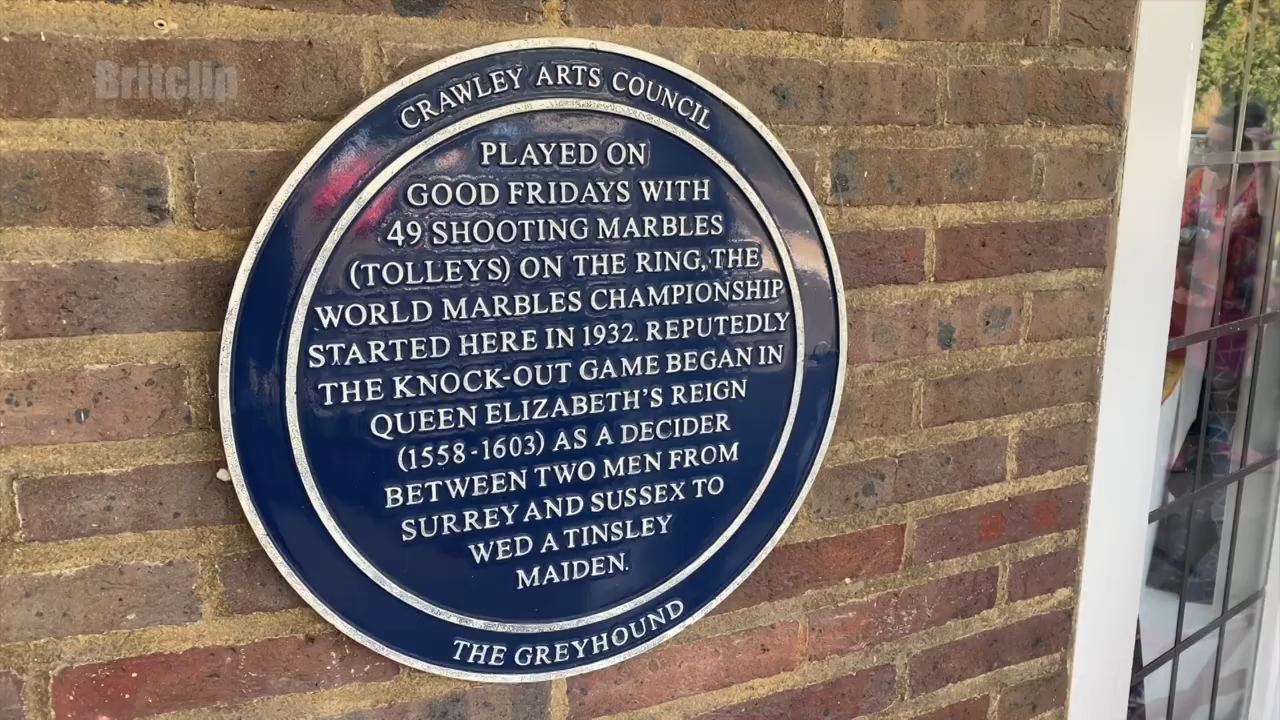 Britclip
CRAWLEY ARTS COUNCIL
PLAYED ON
GOOD FRIDAYS WITH
49 SHOOTING MARBLES
(TOLLEYS) ON THE RING, THE
WORLD MARBLES CHAMPIONSHIP
STARTED HERE IN 1932. REPUTEDLY
THE KNOCK-OUT GAME BEGAN IN
QUEEN ELIZABETH'S REIGN
(1558-1603) AS A DECIDER
BETWEEN TWO MEN FROM
SURREY AND SUSSEX TO
WED A TINSLEY
MAIDEN.
THE GREYHOUND